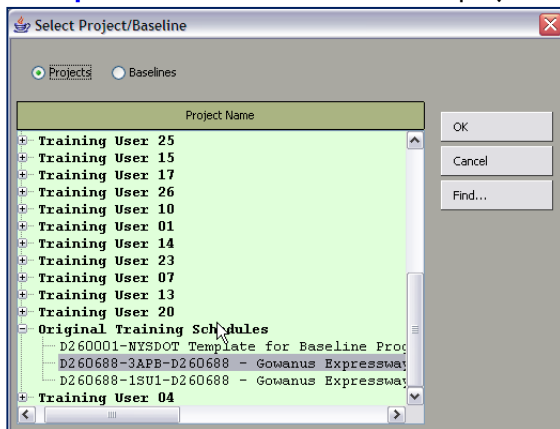 Select Project/Baseline
Projects Baselines
Project Name
Training User 25
Training User 15
Training User 17
Training User 26
Training User 10
Training User 01
Training User 14
Training User 23
Training User 07
Training User 13
Training User 20
Original Training Schedules
D260001-NYSDOT Template for Baseline Prog
D260688-3APB-D260688 - Gowanus Expressway
D260688-1SU1-D260688 - Gowanus Expressway
Training User 04
OK
Cancel
Find...